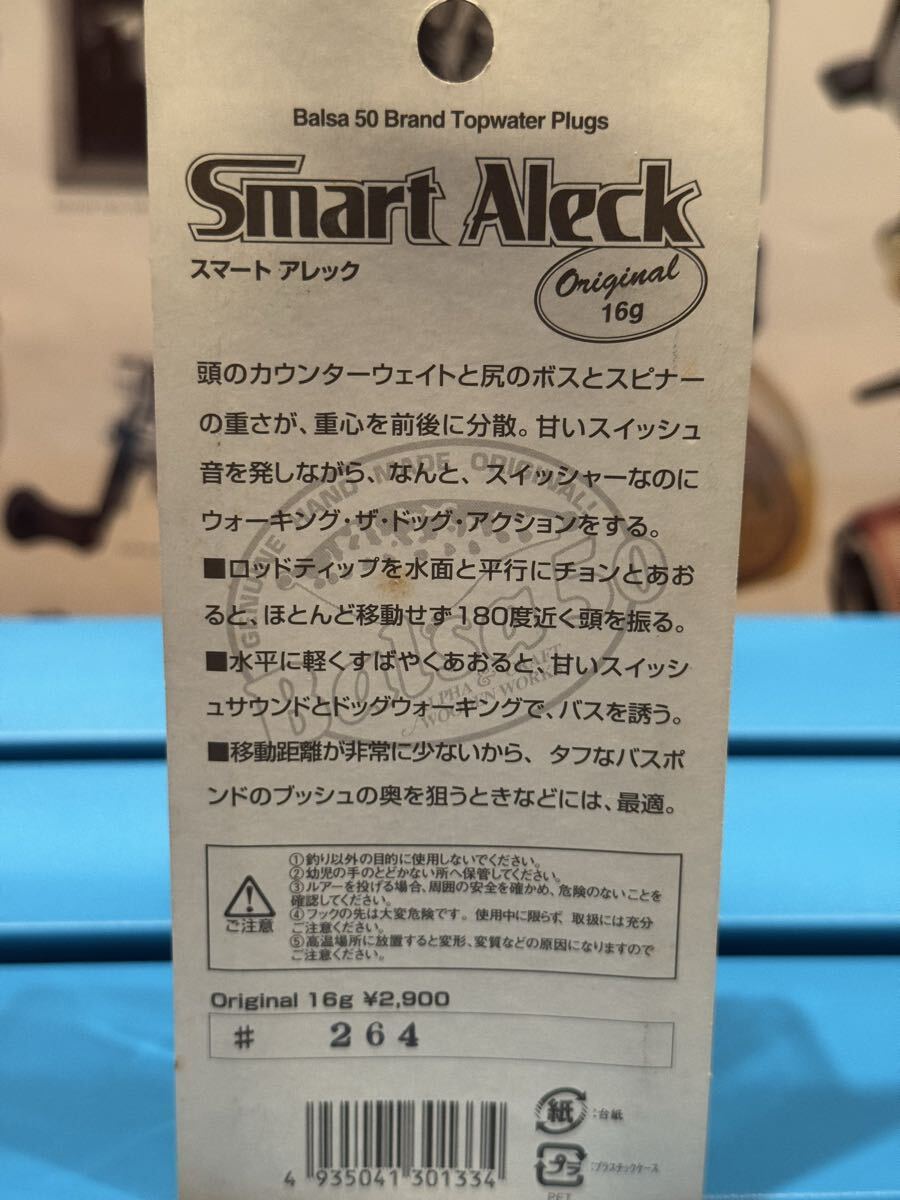 Balsa 50 Brand Topwater Plugs
Smart Aleck
スマート アレック
Original
16g
頭のカウンターウェイトと尻のボスとスピナー
の重さが、重心を前後に分散。甘いスイッシュ
音を発しながら、なんと、スイッシャーなのに
ウォーキング・ザ・ドッグ・アクションをする。
■ロッドティップを水面と平行にチョンとあお
ると、ほとんど移動せず180度近く頭を振る。
■水平に軽くすばやくあおると、甘いスイッシ
ュサウンドとドッグウォーキングで、バスを誘う。
■移動距離が非常に少ないから、タフなバスポ
ンドのブッシュの奥を狙うときなどには、最適。
GENUINE HAND MADE ORIGINAL
Balsa50
ALPHA & CRAFT
WOODEN WORKS
ご注意
①釣り以外の目的に使用しないでください。
②幼児の手のとどかない所へ保管してください。
③ルアーを投げる場合、周囲の安全を確かめ、危険のないことを
確認してください。
④フックの先は大変危険です。使用中に限らず、取扱には充分
ご注意ください。
⑤高温場所に放置すると変形、変質などの原因になりますので
ご注意ください。
Original 16g ¥2,900
# 264
4 935041 301334
紙 :台紙
プラ :プラスチックケース
PET